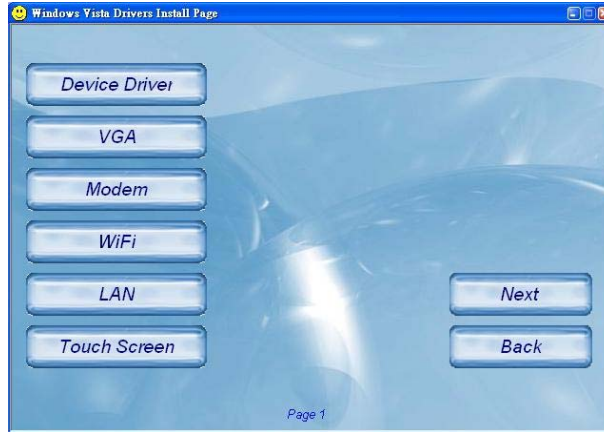 Windows Vista Drivers Install Page
Device Driver
VGA
Modem
WiFi
LAN
Touch Screen
Next
Back
Page 1